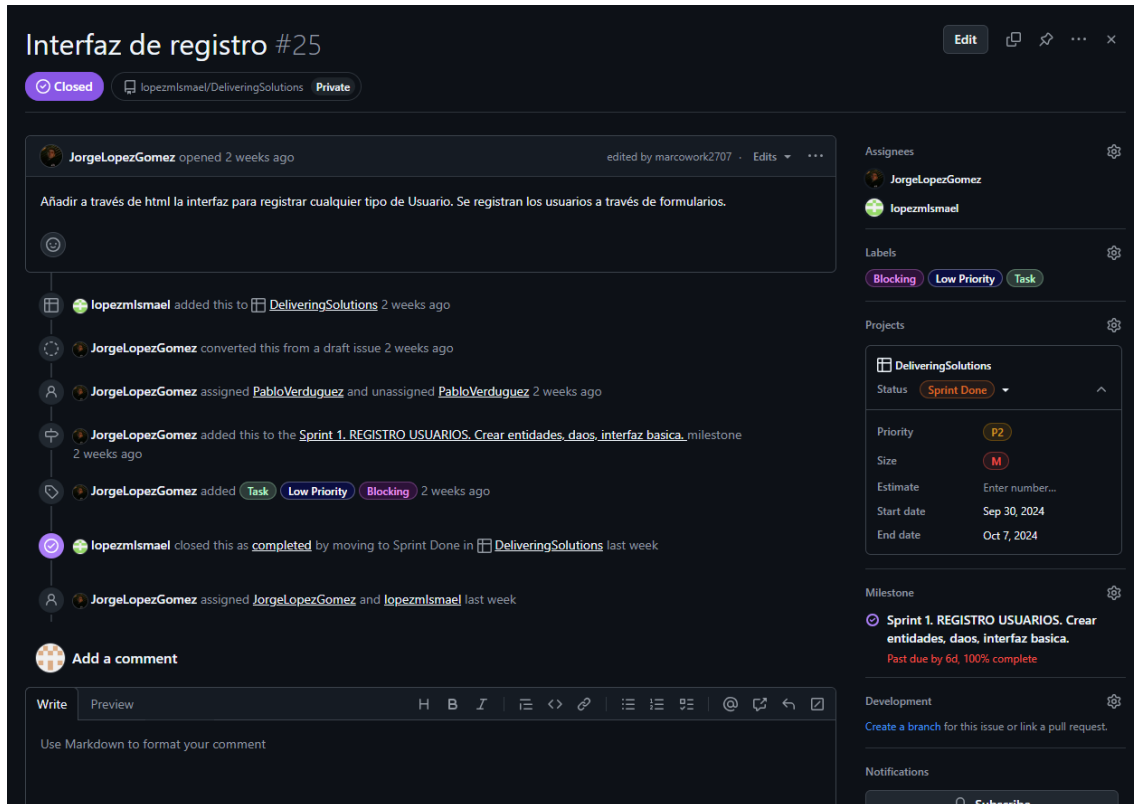 Interfaz de registro #25
Edit
Closed
lopezmIsmael/DeliveringSolutions Private
JorgeLopezGomez opened 2 weeks ago
edited by marcowork2707 · Edits
Añadir a través de html la interfaz para registrar cualquier tipo de Usuario. Se registran los usuarios a través de formularios.
lopezmIsmael added this to DeliveringSolutions 2 weeks ago
JorgeLopezGomez converted this from a draft issue 2 weeks ago
JorgeLopezGomez assigned PabloVerduguez and unassigned PabloVerduguez 2 weeks ago
JorgeLopezGomez added this to the Sprint 1. REGISTRO USUARIOS. Crear entidades, daos, interfaz basica. milestone
2 weeks ago
JorgeLopezGomez added Task Low Priority Blocking 2 weeks ago
lopezmIsmael closed this as completed by moving to Sprint Done in DeliveringSolutions last week
JorgeLopezGomez assigned JorgeLopezGomez and lopezmIsmael last week
Add a comment
Write Preview
H B I
Use Markdown to format your comment
Assignees
JorgeLopezGomez
lopezmIsmael
Labels
Blocking Low Priority Task
Projects
DeliveringSolutions
Status Sprint Done
Priority P2
Size M
Estimate Enter number...
Start date Sep 30, 2024
End date Oct 7, 2024
Milestone
Sprint 1. REGISTRO USUARIOS. Crear
entidades, daos, interfaz basica.
Past due by 6d, 100% complete
Development
Create a branch for this issue or link a pull request.
Notifications
Subscribe